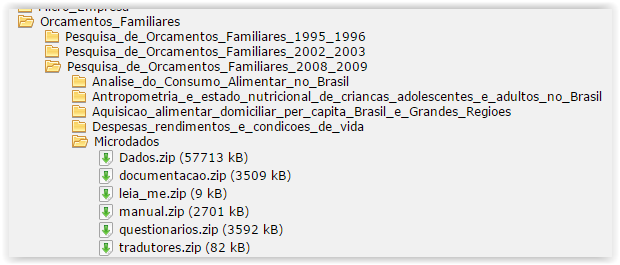 Micro_Empresa
Orcamentos_Familiares
Pesquisa_de_Orcamentos_Familiares_1995_1996
Pesquisa_de_Orcamentos_Familiares_2002_2003
Pesquisa_de_Orcamentos_Familiares_2008_2009
Analise_do_Consumo_Alimentar_no_Brasil
Antropometria_e_estado_nutricional_de_criancas_adolescentes_e_adultos_no_Brasil
Aquisicao_alimentar_domiciliar_per_capita_Brasil_e_Grandes_Regioes
Despesas_rendimentos_e_condicoes_de_vida
Microdados
Dados.zip (57713 kB)
documentacao.zip (3509 kB)
leia_me.zip (9 kB)
manual.zip (2701 kB)
questionarios.zip (3592 kB)
tradutores.zip (82 kB)